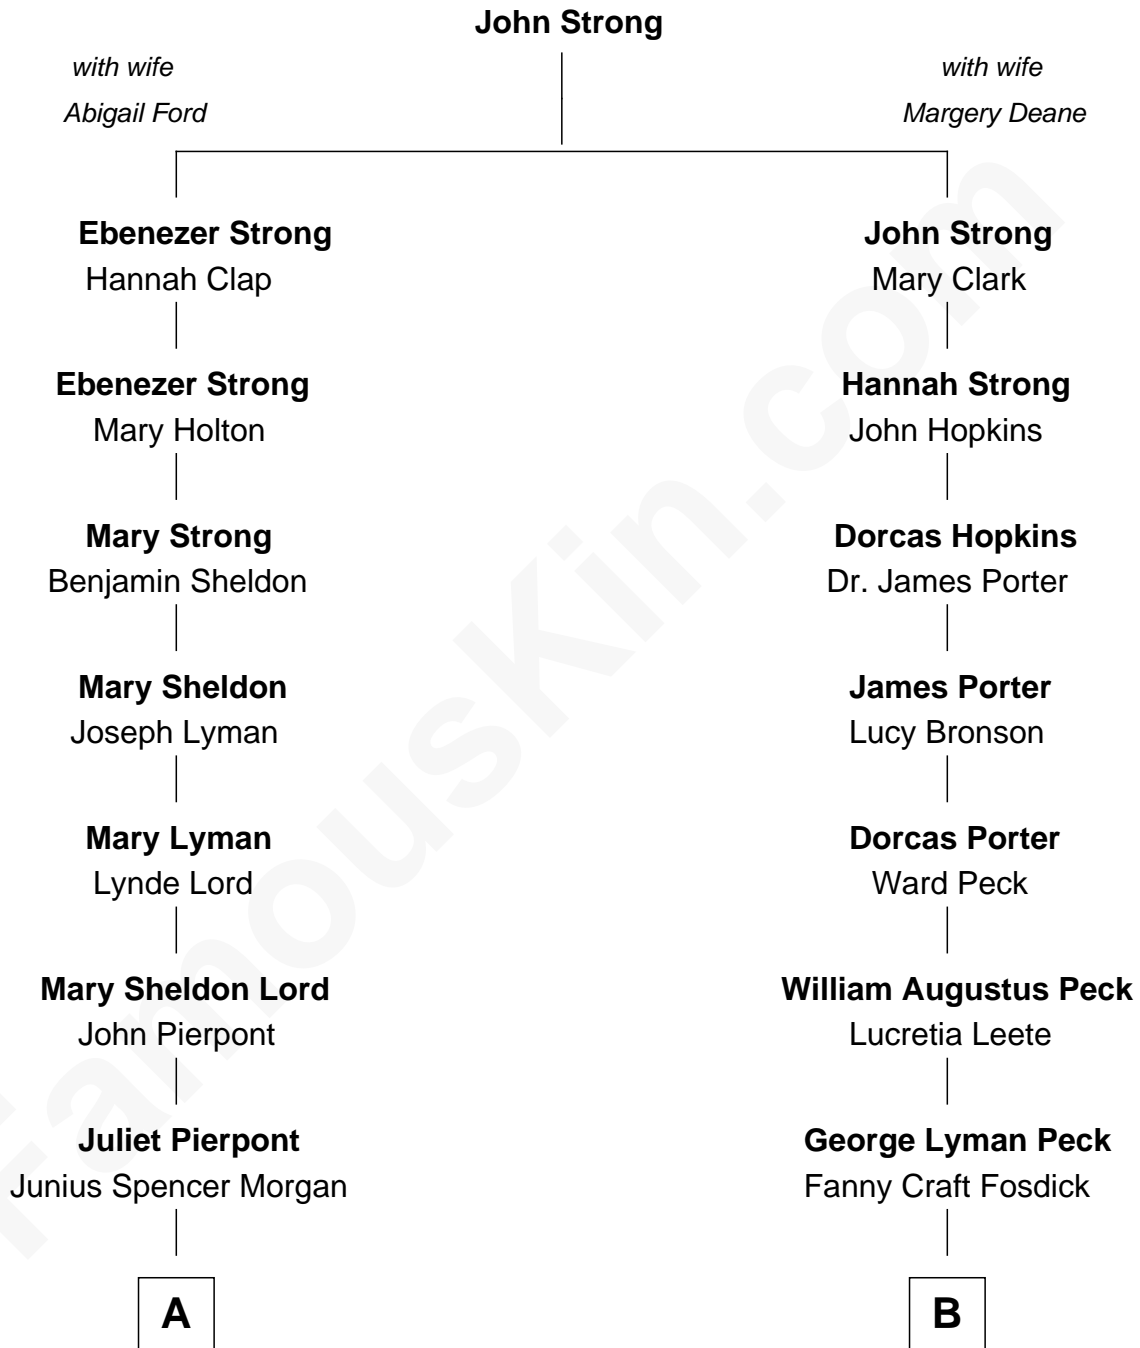 John Strong
with wife
Abigail Ford
with wife
Margery Deane
Ebenezer Strong
Hannah Clap
John Strong
Mary Clark
Ebenezer Strong
Mary Holton
Hannah Strong
John Hopkins
Mary Strong
Benjamin Sheldon
Dorcas Hopkins
Dr. James Porter
Mary Sheldon
Joseph Lyman
James Porter
Lucy Bronson
Mary Lyman
Lynde Lord
Dorcas Porter
Ward Peck
Mary Sheldon Lord
John Pierpont
William Augustus Peck
Lucretia Leete
Juliet Pierpont
Junius Spencer Morgan
George Lyman Peck
Fanny Craft Fosdick
A
B
FamousKin.com